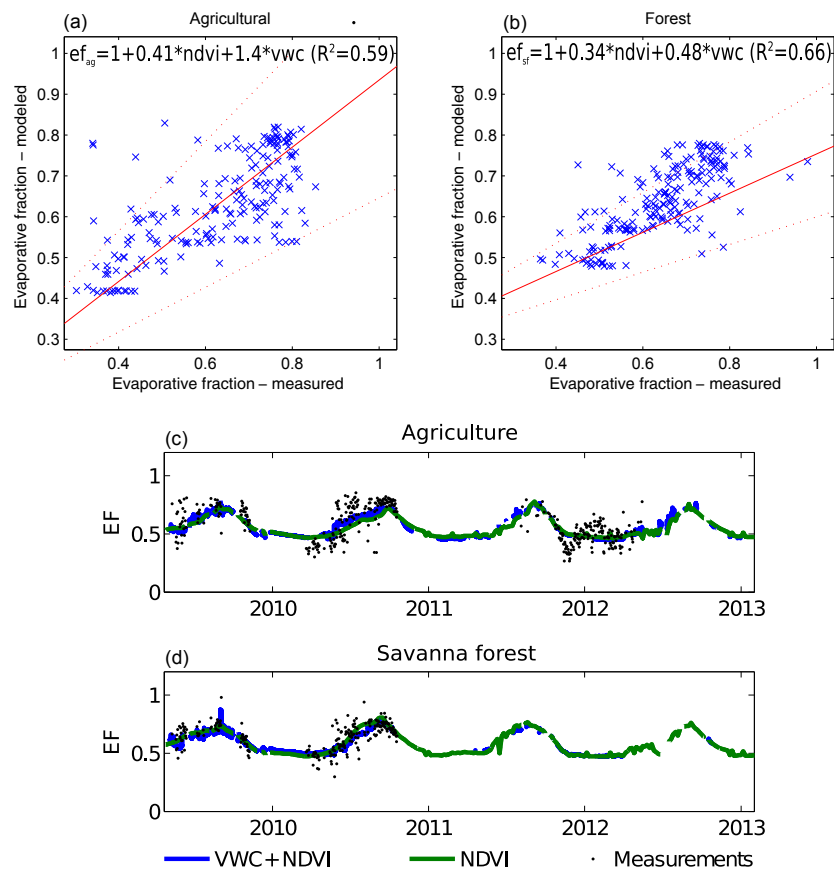 (a) Agricultural
ef_ag=1+0.41*ndvi+1.4*vwc (R²=0.59)
1
0.9
0.8
0.7
0.6
0.5
0.4
0.3
Evaporative fraction – modeled
0.4 0.6 0.8 1
Evaporative fraction – measured
(b) Forest
ef_sf=1+0.34*ndvi+0.48*vwc (R²=0.66)
1
0.9
0.8
0.7
0.6
0.5
0.4
0.3
Evaporative fraction – modeled
0.4 0.6 0.8 1
Evaporative fraction – measured
(c) Agriculture
1
0.5
0
EF
2010 2011 2012 2013
(d) Savanna forest
1
0.5
0
EF
2010 2011 2012 2013
VWC+NDVI NDVI Measurements